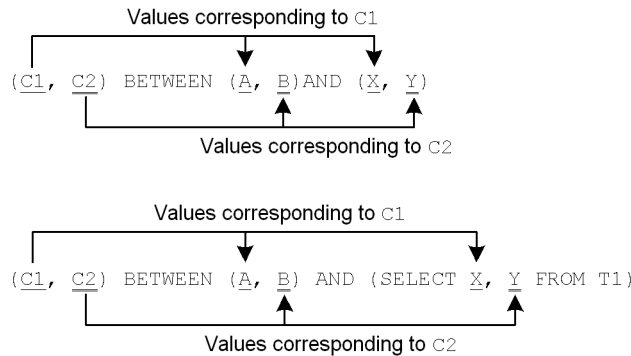 Values corresponding to C1
(C1, C2) BETWEEN (A, B)AND (X, Y)
Values corresponding to C2
Values corresponding to C1
(C1, C2) BETWEEN (A, B) AND (SELECT X, Y FROM T1)
Values corresponding to C2